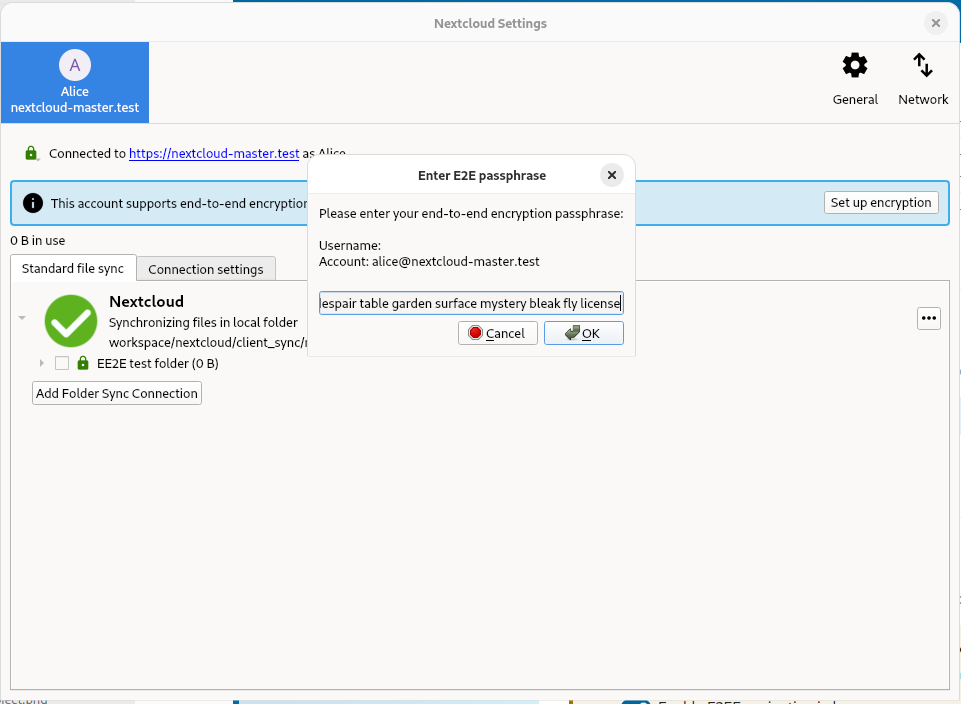 Nextcloud Settings
A
Alice
nextcloud-master.test
General
Network
Connected to https://nextcloud-master.test as Alice
This account supports end-to-end encryption
Set up encryption
0 B in use
Standard file sync
Connection settings
Nextcloud
Synchronizing files in local folder
workspace/nextcloud/client_sync/
EE2E test folder (0 B)
Add Folder Sync Connection
Enter E2E passphrase
Please enter your end-to-end encryption passphrase:
Username:
Account: alice@nextcloud-master.test
lespair table garden surface mystery bleak fly license
Cancel
OK